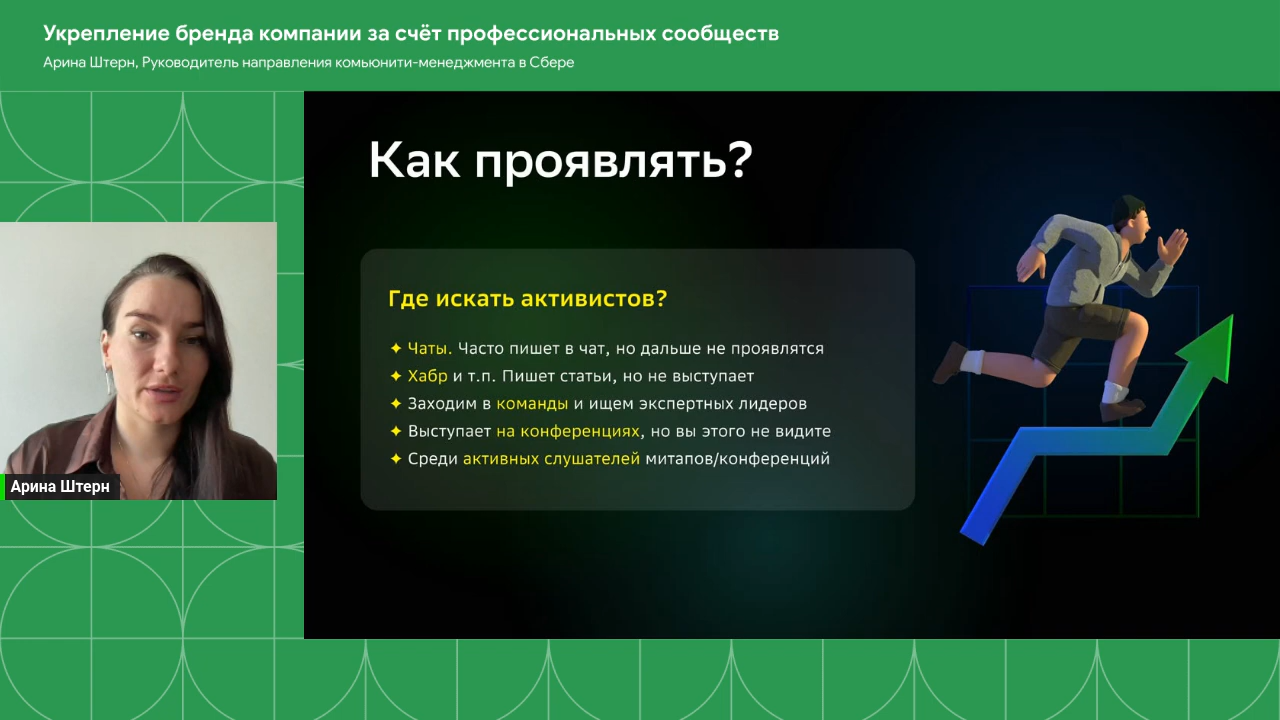 Укрепление бренда компании за счёт профессиональных сообществ
Арина Штерн, Руководитель направления комьюнити-менеджмента в Сбере
Как проявлять?
Где искать активистов?
✦ Чаты. Часто пишет в чат, но дальше не проявлятся
✦ Хабр и т.п. Пишет статьи, но не выступает
✦ Заходим в команды и ищем экспертных лидеров
✦ Выступает на конференциях, но вы этого не видите
✦ Среди активных слушателей митапов/конференций
Арина Штерн